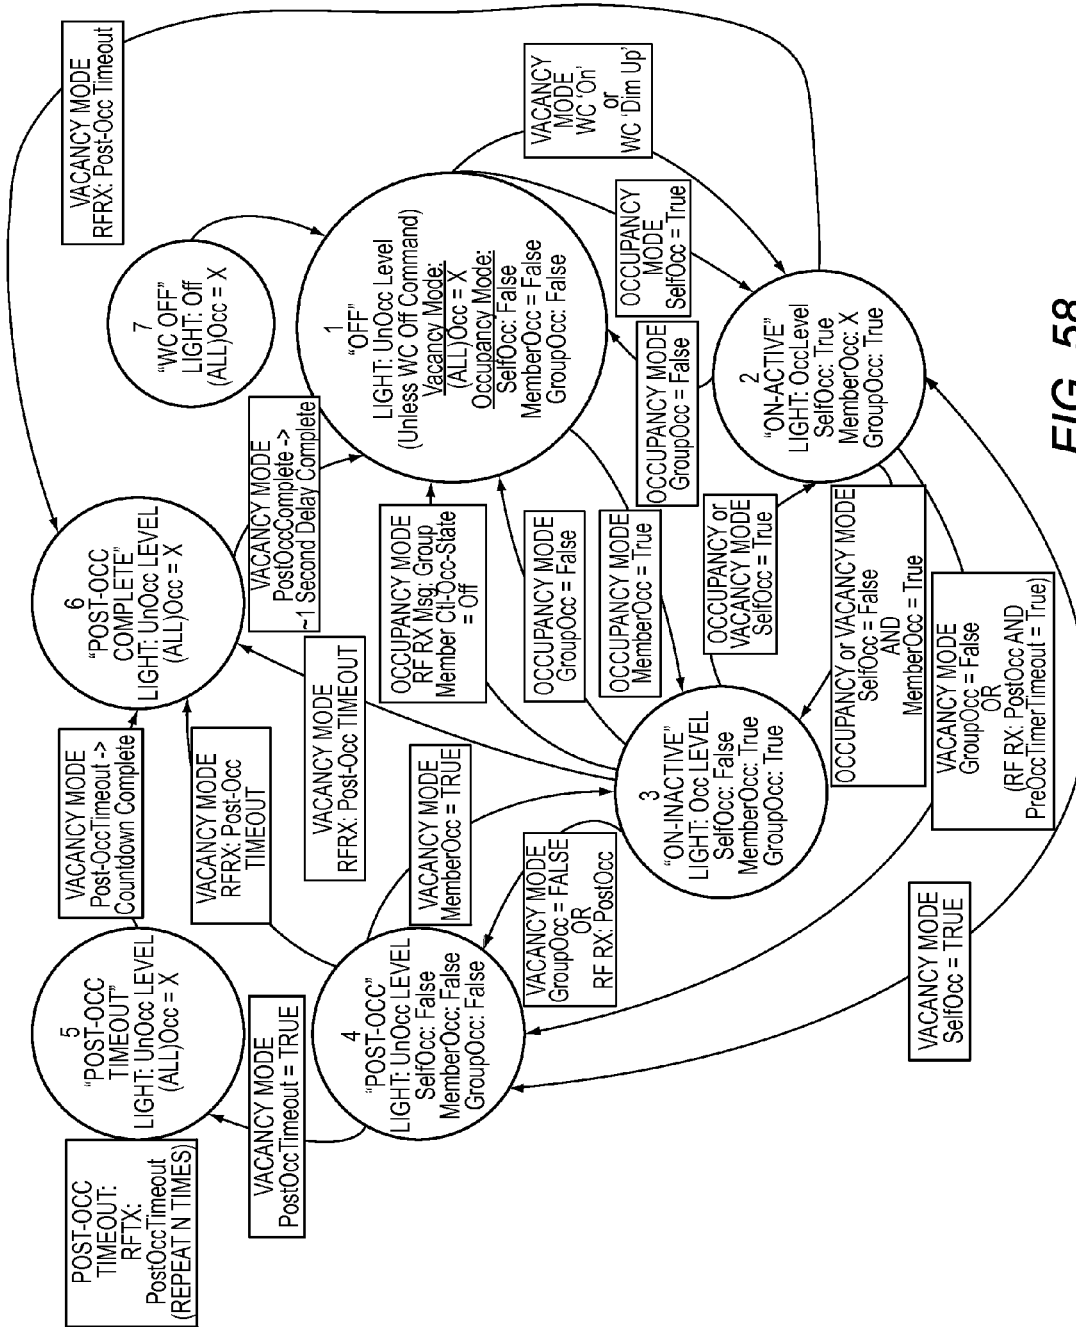 VACANCY MODE
RFRX: Post-Occ Timeout
7
"WC OFF"
LIGHT: Off
(ALL)Occ = X
VACANCY
MODE
WC 'On'
or
WC 'Dim Up'
1
"OFF"
LIGHT: UnOcc Level
(Unless WC Off Command)
Vacancy Mode:
(ALL)Occ = X
Occupancy Mode:
SelfOcc: False
MemberOcc = False
GroupOcc: False
OCCUPANCY
MODE
SelfOcc = True
OCCUPANCY MODE
GroupOcc = False
2
"ON-ACTIVE"
LIGHT: OccLevel
SelfOcc: True
MemberOcc: X
GroupOcc: True
6
"POST-OCC
COMPLETE"
LIGHT: UnOcc LEVEL
(ALL)Occ = X
VACANCY MODE
PostOccComplete ->
~1 Second Delay Complete
OCCUPANCY MODE
RF RX Msg: Group
Member Ctl-Occ-State
= Off
OCCUPANCY MODE
GroupOcc = False
OCCUPANCY MODE
MemberOcc = True
OCCUPANCY or
VACANCY MODE
SelfOcc = True
OCCUPANCY or VACANCY MODE
SelfOcc = False
AND
MemberOcc = True
VACANCY MODE
GroupOcc = False
OR
(RF RX: PostOcc AND
PreOccTimerTimeout = True)
VACANCY MODE
Post-OccTimeout ->
Countdown Complete
VACANCY MODE
RFRX: Post-Occ
TIMEOUT
VACANCY MODE
RFRX: Post-Occ TIMEOUT
VACANCY MODE
MemberOcc = TRUE
3
"ON-INACTIVE"
LIGHT: Occ LEVEL
SelfOcc: False
MemberOcc: True
GroupOcc: True
VACANCY MODE
GroupOcc = FALSE
OR
RF RX: PostOcc
5
"POST-OCC
TIMEOUT"
LIGHT: UnOcc LEVEL
(ALL)Occ = X
4
"POST-OCC"
LIGHT: UnOcc LEVEL
SelfOcc: False
MemberOcc: False
GroupOcc: False
VACANCY MODE
SelfOcc = TRUE
POST-OCC
TIMEOUT:
RFTX:
PostOccTimeout
(REPEAT N TIMES)
VACANCY MODE
PostOccTimeout = TRUE
FIG. 58